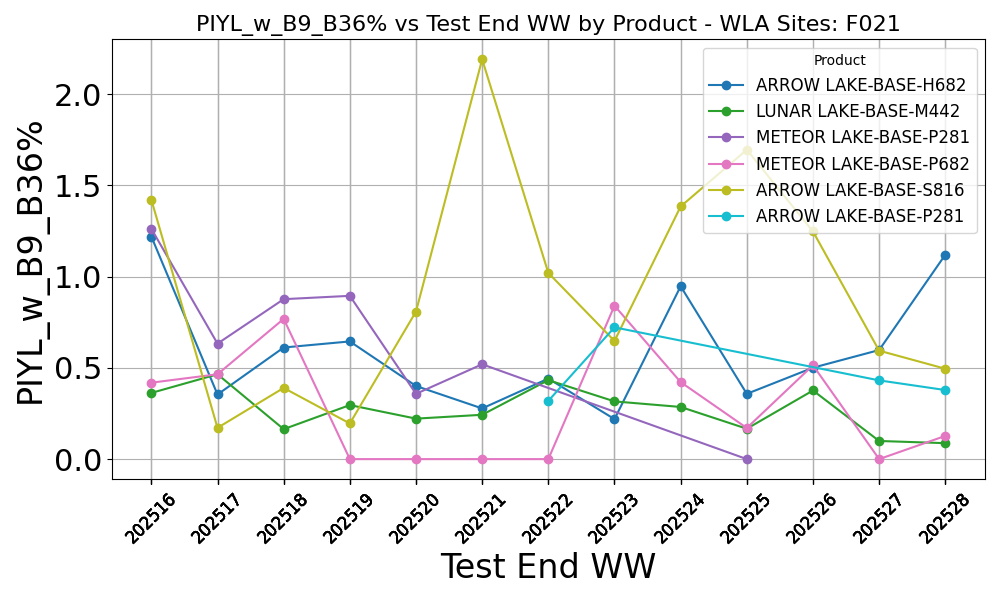 PIYL_w_B9_B36% vs Test End WW by Product - WLA Sites: F021
Product
ARROW LAKE-BASE-H682
LUNAR LAKE-BASE-M442
METEOR LAKE-BASE-P281
METEOR LAKE-BASE-P682
ARROW LAKE-BASE-S816
ARROW LAKE-BASE-P281
PIYL_w_B9_B36%
2.0
1.5
1.0
0.5
0.0
202516
202517
202518
202519
202520
202521
202522
202523
202524
202525
202526
202527
202528
Test End WW